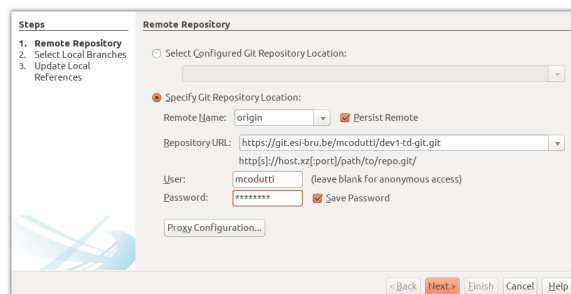 Steps
1. Remote Repository
2. Select Local Branches
3. Update Local
References
Remote Repository
Select Configured Git Repository Location:
Specify Git Repository Location:
Remote Name: origin Persist Remote
Repository URL: https://git.esi-bru.be/mcodutti/dev1-td-git.git
http[s]://host.xz[:port]/path/to/repo.git/
User: mcodutti (leave blank for anonymous access)
Password: ******** Save Password
Proxy Configuration...
< Back Next > Finish Cancel Help